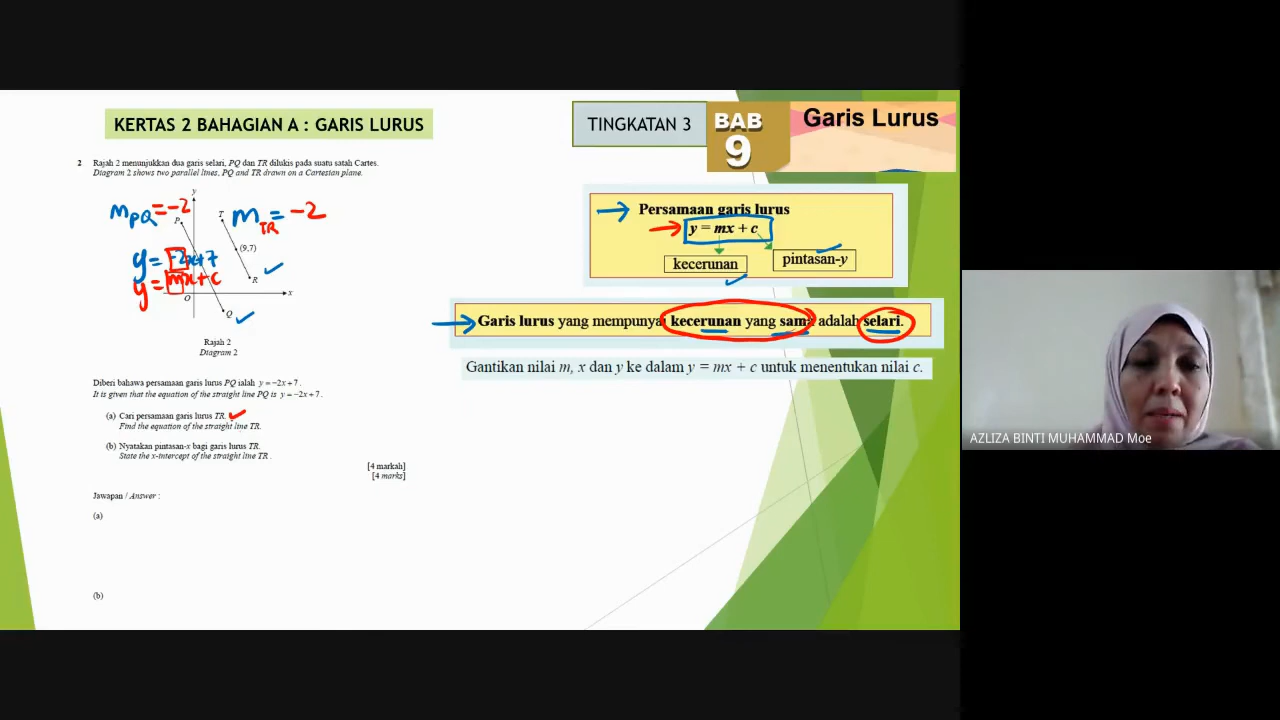 KERTAS 2 BAHAGIAN A : GARIS LURUS
TINGKATAN 3
BAB
9
Garis Lurus
2 Rajah 2 menunjukkan dua garis selari, PQ dan TR dilukis pada suatu satah Cartes.
Diagram 2 shows two parallel lines, PQ and TR drawn on a Cartesian plane.
y
mPQ = -2
P
T
mTR = -2
(9,7)
y = -2x+7
y = mx+c
R
O
x
Q
Rajah 2
Diagram 2
Diberi bahawa persamaan garis lurus PQ ialah y = −2x + 7 .
It is given that the equation of the straight line PQ is y = −2x + 7 .
(a) Cari persamaan garis lurus TR.
Find the equation of the straight line TR.
(b) Nyatakan pintasan-x bagi garis lurus TR.
State the x-intercept of the straight line TR .
[4 markah]
[4 marks]
Jawapan / Answer :
(a)
(b)
Persamaan garis lurus
y = mx + c
kecerunan
pintasan-y
Garis lurus yang mempunyai kecerunan yang sama adalah selari.
Gantikan nilai m, x dan y ke dalam y = mx + c untuk menentukan nilai c.
AZLIZA BINTI MUHAMMAD Moe